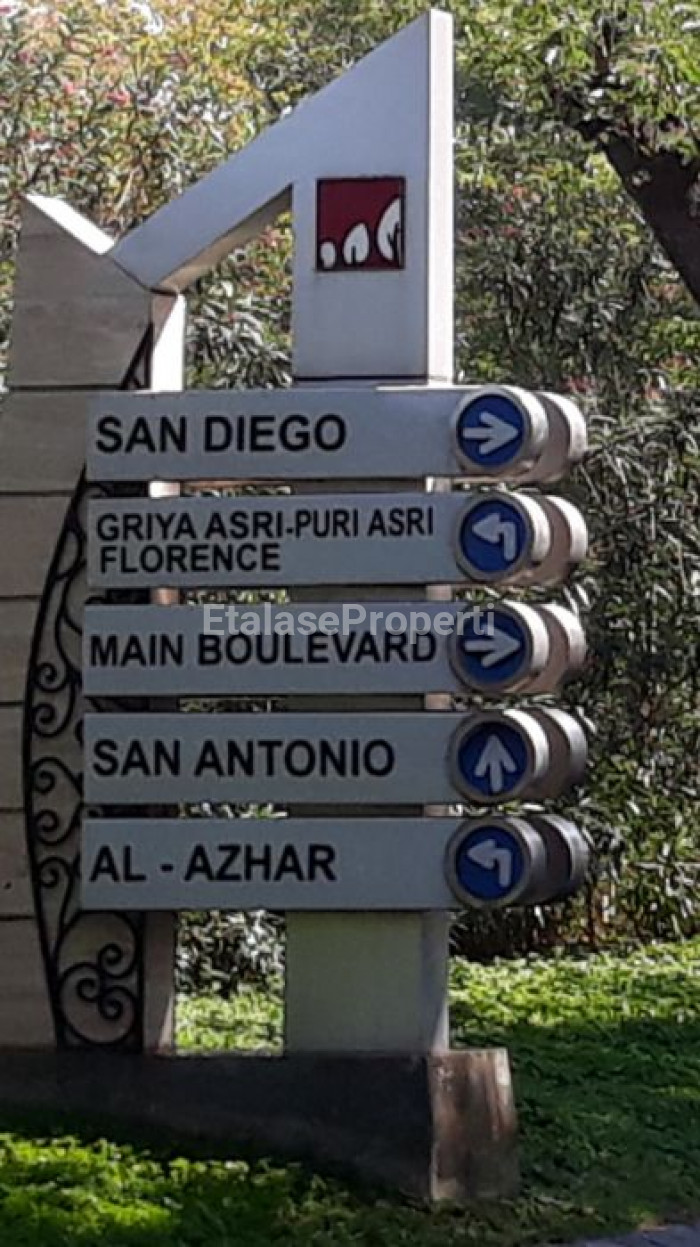 SAN DIEGO
GRIYA ASRI-PURI ASRI
FLORENCE
EtalaseProperti
MAIN BOULEVARD
SAN ANTONIO
AL - AZHAR